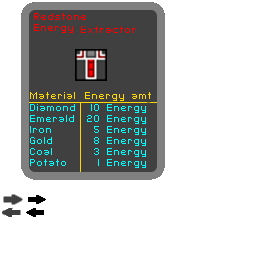 Redstone
Energy Extractor
Material Energy amt
Diamond 10 Energy
Emerald 20 Energy
Iron 5 Energy
Gold 8 Energy
Coal 3 Energy
Potato 1 Energy